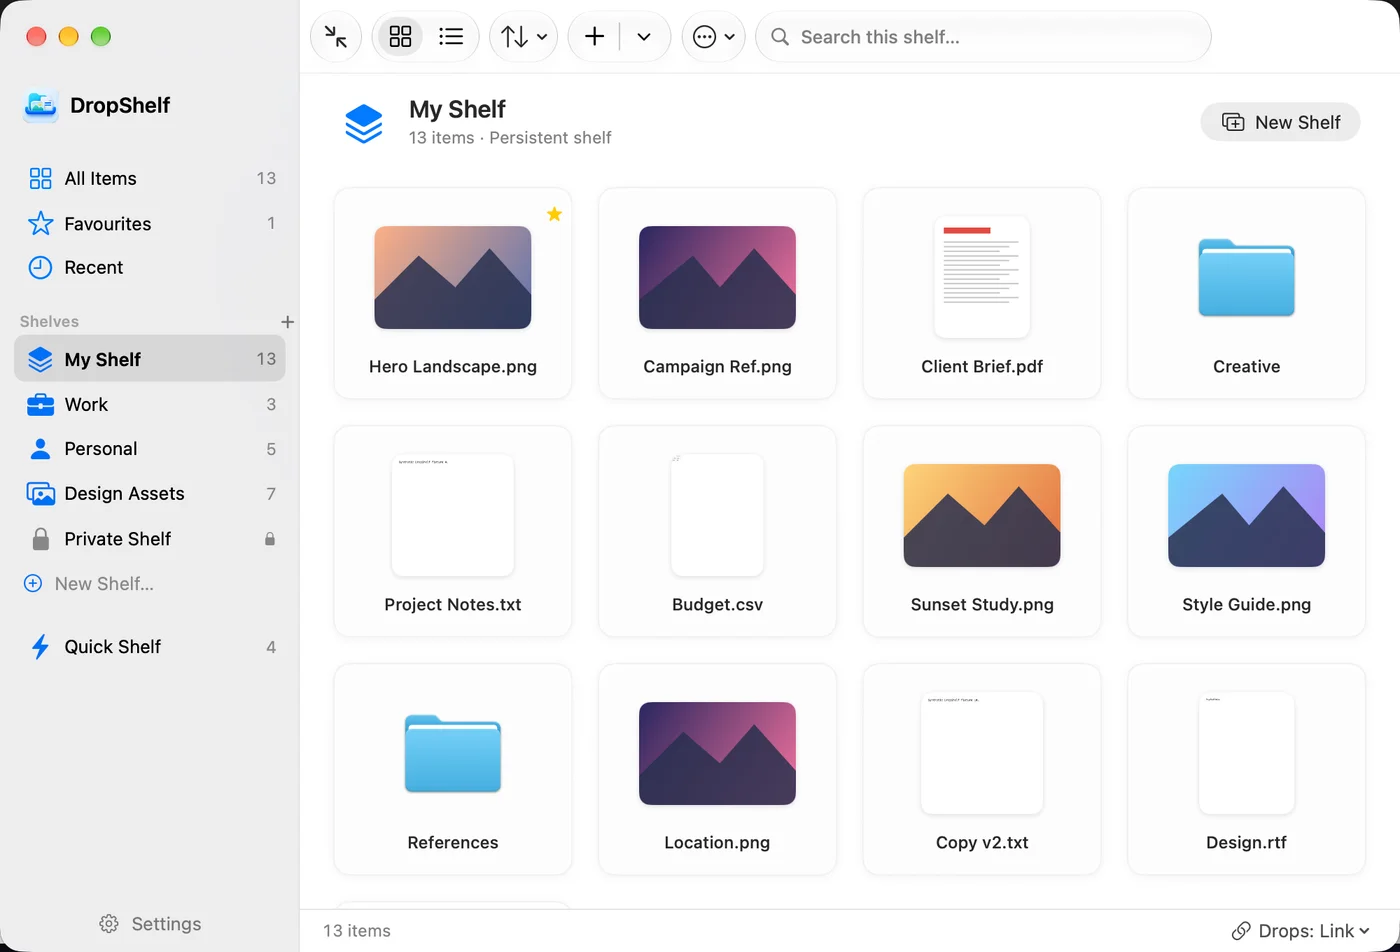 Search this shelf...
DropShelf
My Shelf
13 items · Persistent shelf
New Shelf
All Items 13
Favourites 1
Recent
Shelves
My Shelf 13
Work 3
Personal 5
Design Assets 7
Private Shelf
New Shelf...
Quick Shelf 4
Settings
Hero Landscape.png
Campaign Ref.png
Client Brief.pdf
Creative
Project Notes.txt
Budget.csv
Sunset Study.png
Style Guide.png
References
Location.png
Copy v2.txt
Design.rtf
13 items
Drops: Link